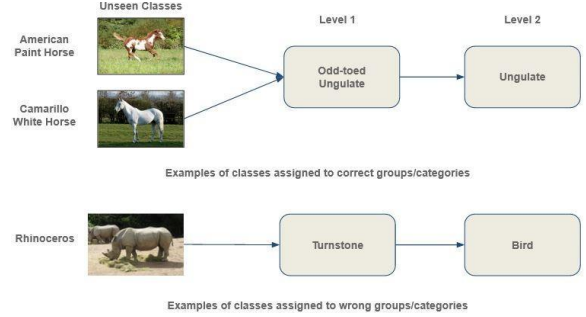 Unseen Classes
Level 1
Level 2
American
Paint Horse
Odd-toed
Ungulate
Ungulate
Camarillo
White Horse
Examples of classes assigned to correct groups/categories
Rhinoceros
Turnstone
Bird
Examples of classes assigned to wrong groups/categories